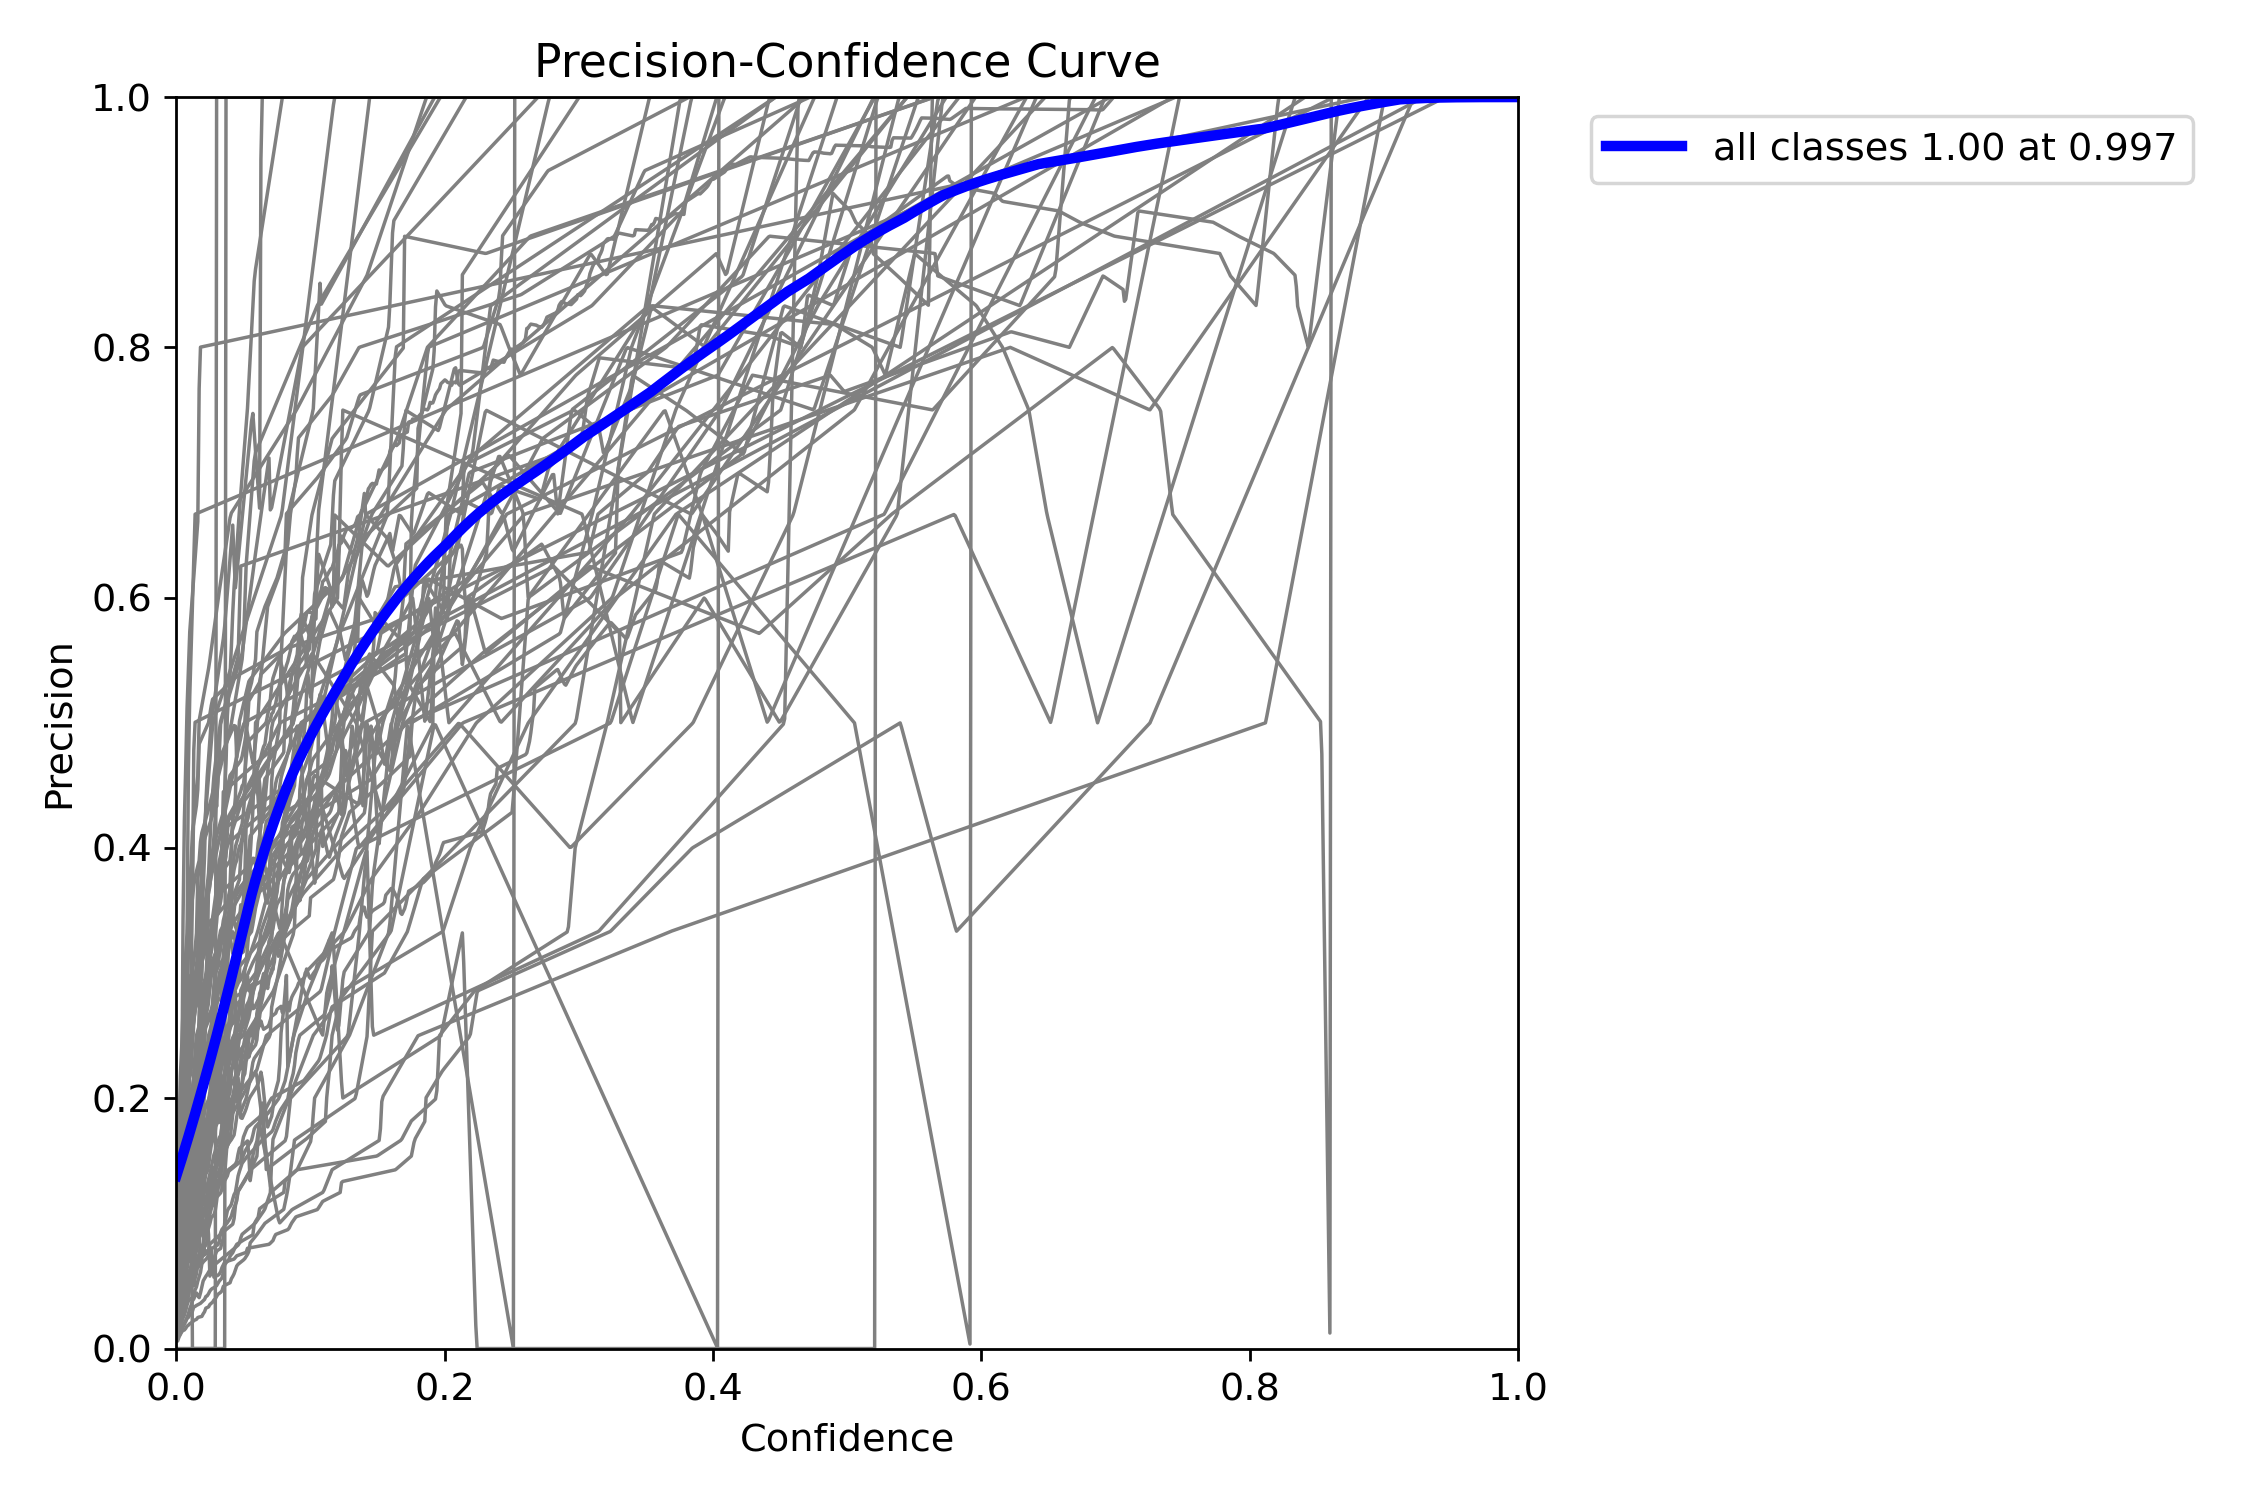 Precision-Confidence Curve
all classes 1.00 at 0.997
Precision
1.0
0.8
0.6
0.4
0.2
0.0
0.0 0.2 0.4 0.6 0.8 1.0
Confidence